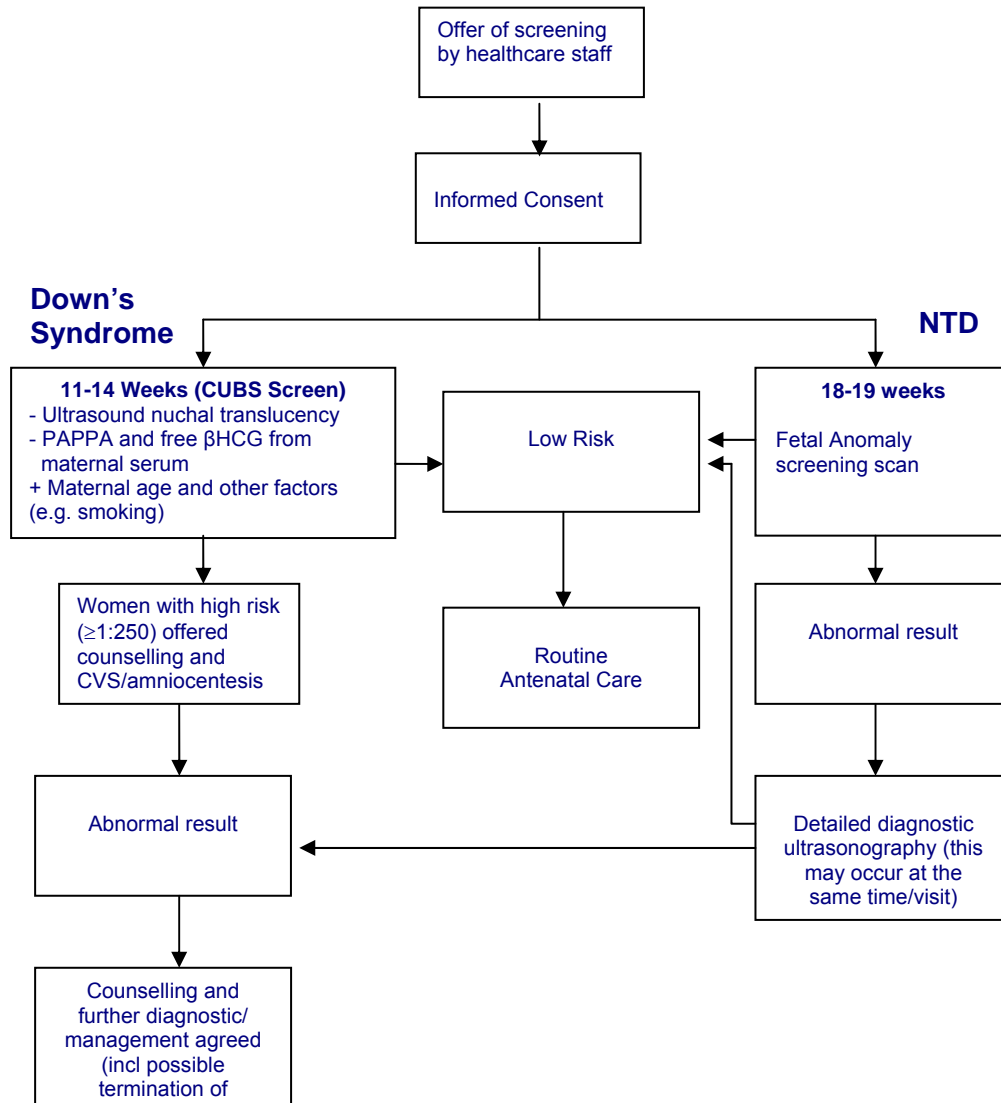 Offer of screening
by healthcare staff
Informed Consent
Down's
Syndrome
NTD
11-14 Weeks (CUBS Screen)
- Ultrasound nuchal translucency
- PAPPA and free βHCG from
maternal serum
+ Maternal age and other factors
(e.g. smoking)
Low Risk
18-19 weeks
Fetal Anomaly
screening scan
Women with high risk
(≥1:250) offered
counselling and
CVS/amniocentesis
Routine
Antenatal Care
Abnormal result
Abnormal result
Detailed diagnostic
ultrasonography (this
may occur at the
same time/visit)
Counselling and
further diagnostic/
management agreed
(incl possible
termination of